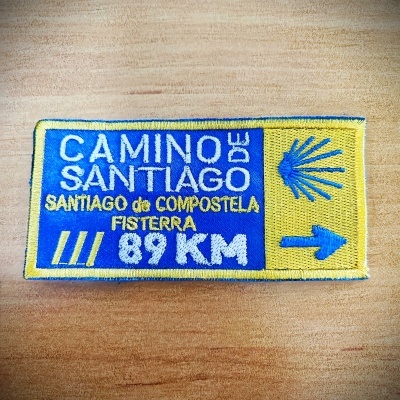 CAMINO DE
SANTIAGO
SANTIAGO de COMPOSTELA
FISTERRA
/// 89 KM